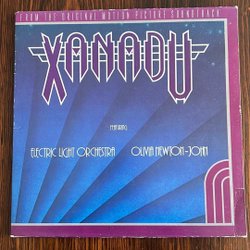 FROM THE ORIGINAL MOTION PICTURE SOUNDTRACK
XANADU
FEATURING
ELECTRIC LIGHT ORCHESTRA OLIVIA NEWTON-JOHN